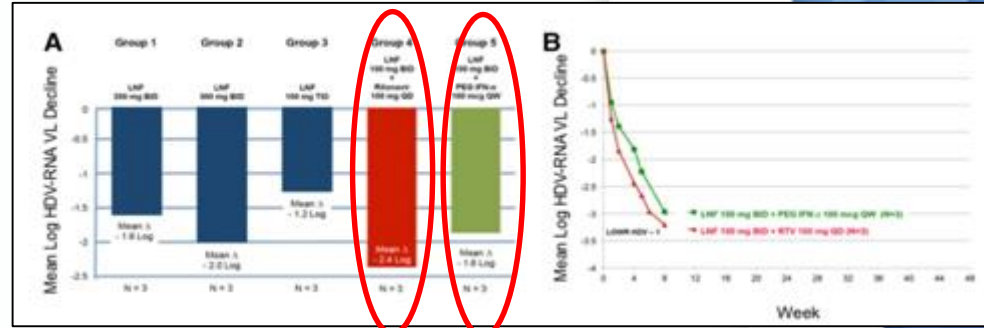 A
Group 1
Group 2
Group 3
Group 4
Group 5
LNF
BID
LNF
BID
LNF
100 mg TID
LNF
100 mg BID
+
Ritonavir
100 mg QD
LNF
100 mg BID
+
PEG IFN-α
QW
Mean Log HDV-RNA VL Decline
0
-0.5
-1
-1.5
-2
-2.5
Mean Δ
- 1.6 Log
Mean Δ
- 2.0 Log
Mean Δ
- 1.2 Log
Mean Δ
- 2.4 Log
Mean Δ
- 1.8 Log
N = 3
N = 3
N = 3
N = 3
N = 3
B
Mean Log HDV-RNA VL Decline
0
-0.5
-1
-1.5
-2
-2.5
-3
-3.5
-4
LNF 100 mg BID + PEG IFN-α 100 mcg QW (N=3)
LNF 100 mg BID + RTV 100 mg QD (N=3)
LOWR HDV – 1
0
4
8
12
16
20
24
28
32
36
40
44
48
Week